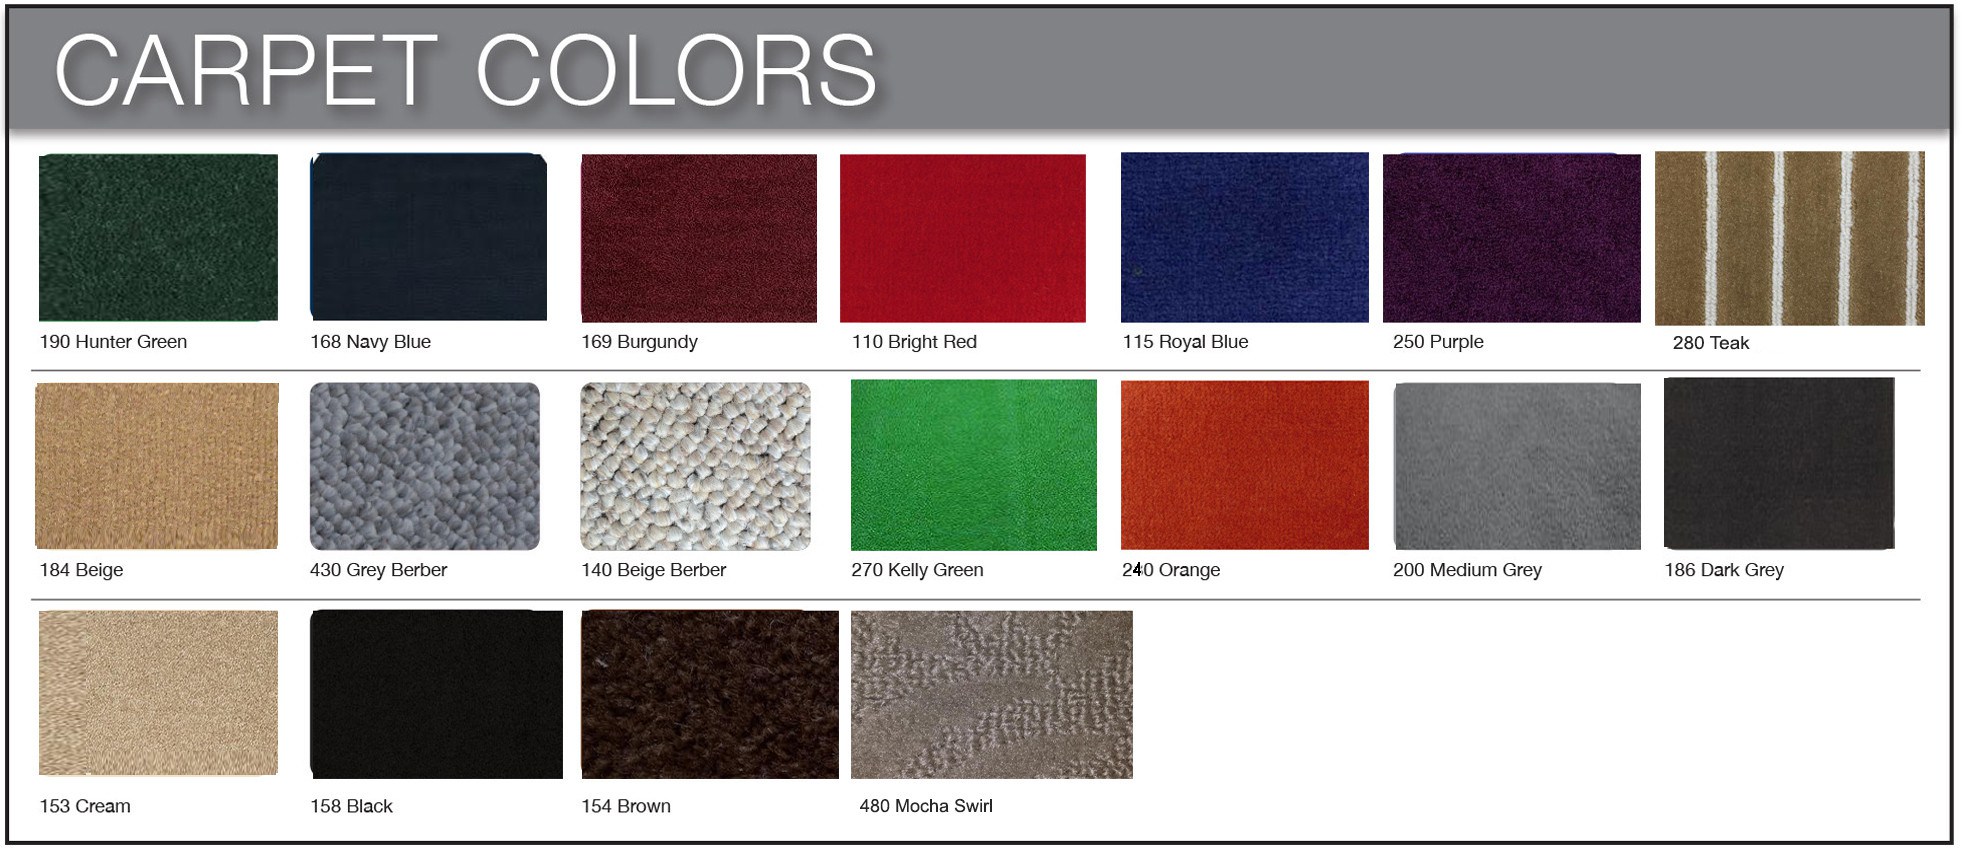 CARPET COLORS
190 Hunter Green
168 Navy Blue
169 Burgundy
110 Bright Red
115 Royal Blue
250 Purple
280 Teak
184 Beige
430 Grey Berber
140 Beige Berber
270 Kelly Green
240 Orange
200 Medium Grey
186 Dark Grey
153 Cream
158 Black
154 Brown
480 Mocha Swirl